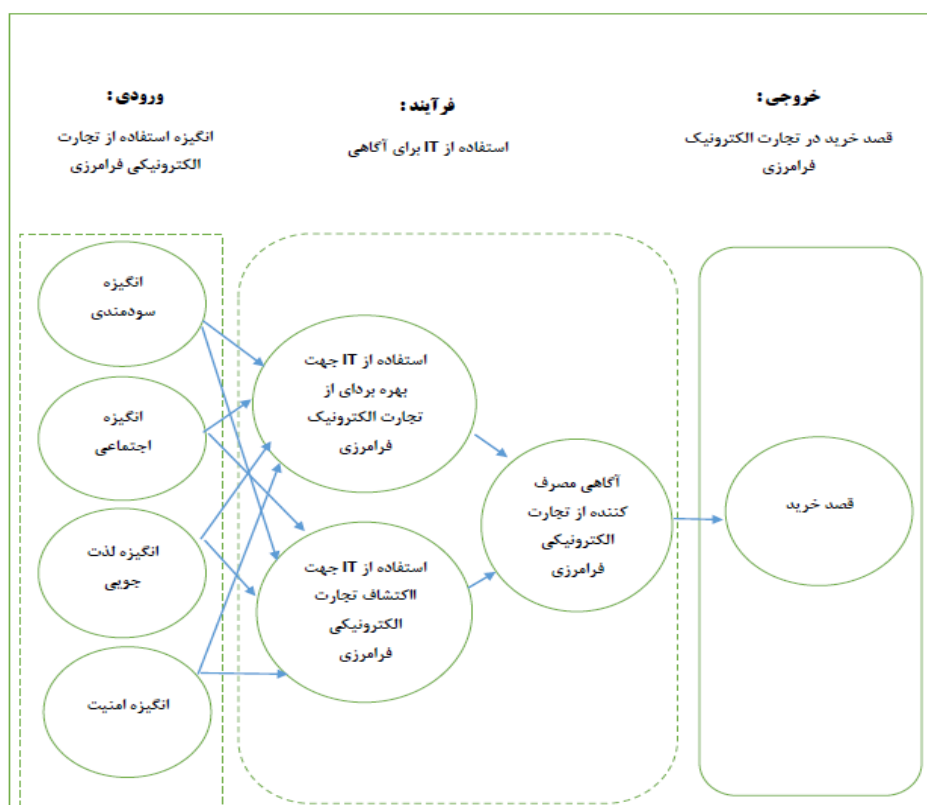 ورودی:
انگیزه استفاده از تجارت
الکترونیکی فرامرزی
فرآیند:
استفاده از IT برای آگاهی
خروجی:
قصد خرید در تجارت الکترونیک
فرامرزی
انگیزه
سودمندی
انگیزه
اجتماعی
انگیزه لذت
جویی
انگیزه امنیت
استفاده از IT جهت
بهره بردای از
تجارت الکترونیک
فرامرزی
استفاده از IT جهت
ااکتشاف تجارت
الکترونیکی
فرامرزی
آگاهی مصرف
کننده از تجارت
الکترونیکی
فرامرزی
قصد خرید